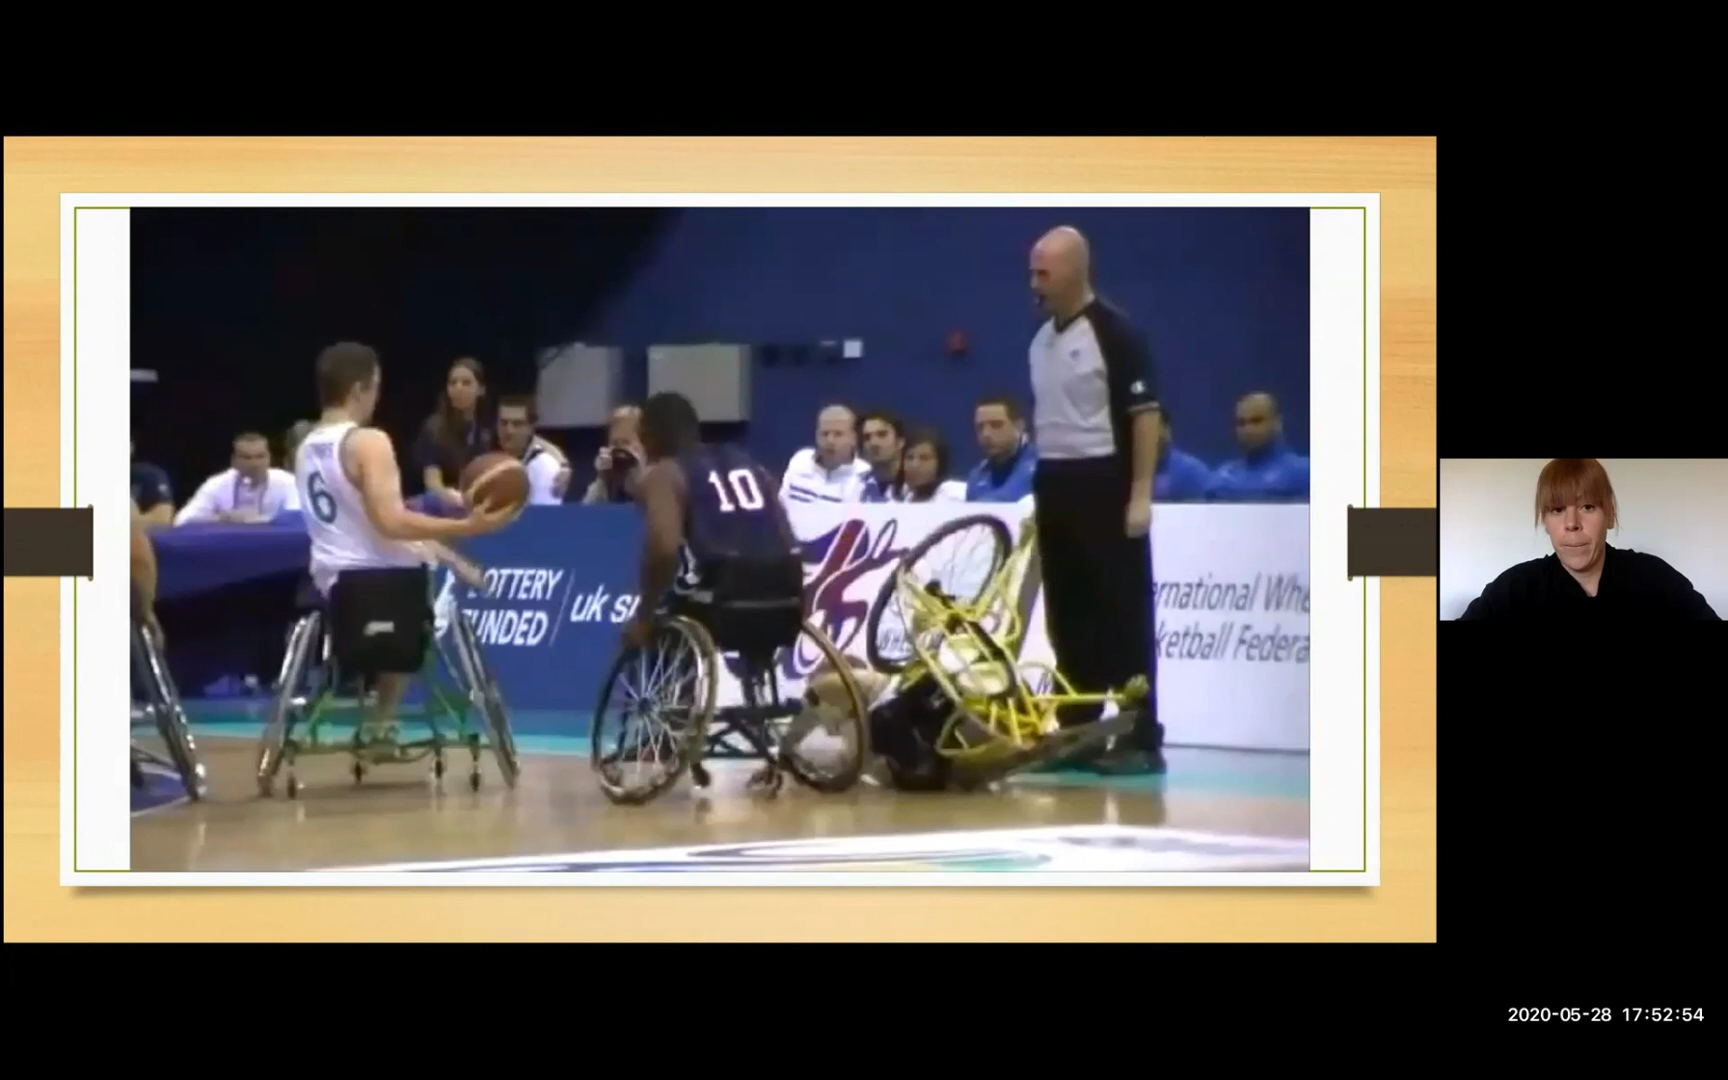 6
10
LOTTERY
FUNDED
uk s
rnational Whe
ketball Federa
2020-05-28 17:52:54